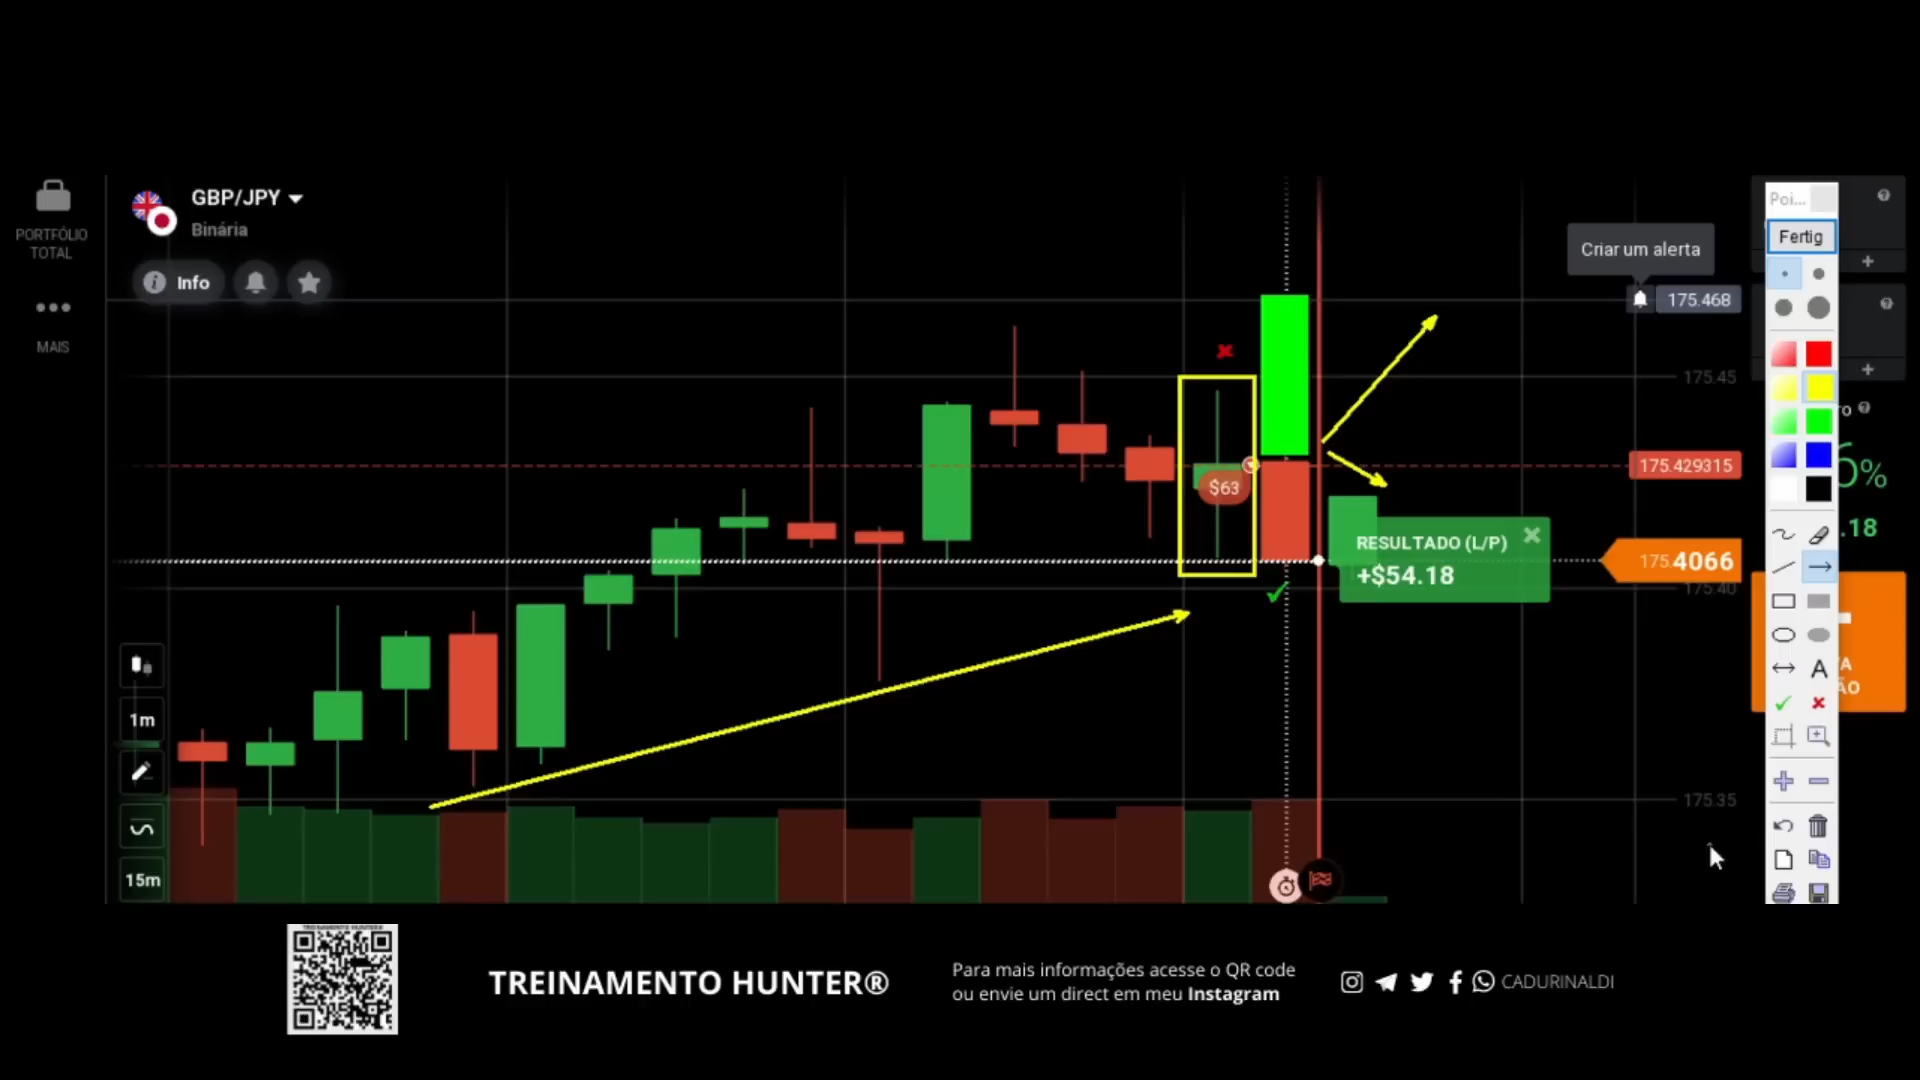 PORTFÓLIO
TOTAL
MAIS
GBP/JPY
Binária
Info
1m
15m
$63
RESULTADO (L/P)
+$54.18
Criar um alerta
175.468
175.45
175.429315
175.4066
175.40
175.35
Poi...
Fertig
A
%
.18
ÃO
TREINAMENTO HUNTER®
Para mais informações acesse o QR code
ou envie um direct em meu Instagram
CADURINALDI